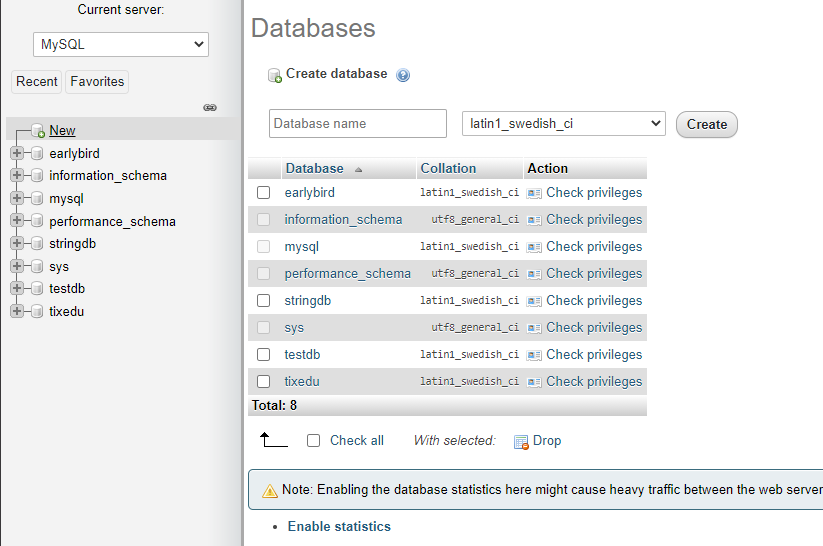 Current server:
MySQL
Recent Favorites
New
earlybird
information_schema
mysql
performance_schema
stringdb
sys
testdb
tixedu
Databases
Create database
Database name latin1_swedish_ci Create
Database Collation Action
earlybird latin1_swedish_ci Check privileges
information_schema utf8_general_ci Check privileges
mysql latin1_swedish_ci Check privileges
performance_schema utf8_general_ci Check privileges
stringdb latin1_swedish_ci Check privileges
sys utf8_general_ci Check privileges
testdb latin1_swedish_ci Check privileges
tixedu latin1_swedish_ci Check privileges
Total: 8
Check all With selected: Drop
Note: Enabling the database statistics here might cause heavy traffic between the web server
Enable statistics